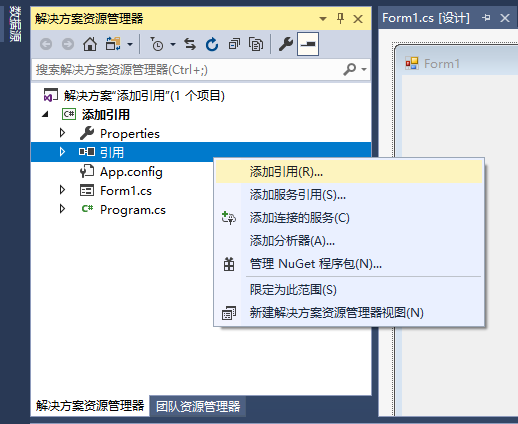 数据源
解决方案资源管理器
搜索解决方案资源管理器(Ctrl+;)
解决方案"添加引用"(1 个项目)
添加引用
Properties
引用
App.config
Form1.cs
Program.cs
添加引用(R)...
添加服务引用(S)...
添加连接的服务(C)
添加分析器(A)...
管理 NuGet 程序包(N)...
限定为此范围(S)
新建解决方案资源管理器视图(N)
解决方案资源管理器
团队资源管理器
Form1.cs [设计]
Form1